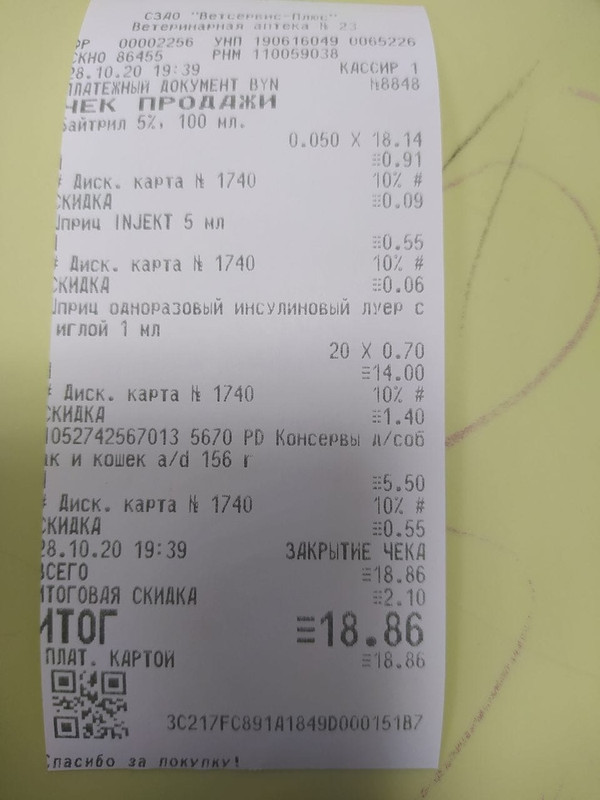 СЗАО "Ветсервис-Плюс"
Ветеринарная аптека № 23
ФР 00002256 УНП 190616049 0065226
СКНО 86455 РНМ 110059038
28.10.20 19:39 КАССИР 1
ПЛАТЕЖНЫЙ ДОКУМЕНТ BYN №8848
ЧЕК ПРОДАЖИ
Байтрил 5%, 100 мл.
0.050 X 18.14
≡0.91
# Диск. карта № 1740 10% #
СКИДКА ≡0.09
Шприц INJEKT 5 мл
≡0.55
# Диск. карта № 1740 10% #
СКИДКА ≡0.06
Шприц одноразовый инсулиновый луер с
иглой 1 мл
20 X 0.70
≡14.00
# Диск. карта № 1740 10% #
СКИДКА ≡1.40
052742567013 5670 PD Консервы д/соб
ак и кошек a/d 156 г
≡5.50
# Диск. карта № 1740 10% #
СКИДКА ≡0.55
28.10.20 19:39 ЗАКРЫТИЕ ЧЕКА
ВСЕГО ≡18.86
ИТОГОВАЯ СКИДКА ≡2.10
ИТОГ ≡18.86
ПЛАТ. КАРТОЙ ≡18.86
3C217FC891A1849D000151B7
Спасибо за покупку!